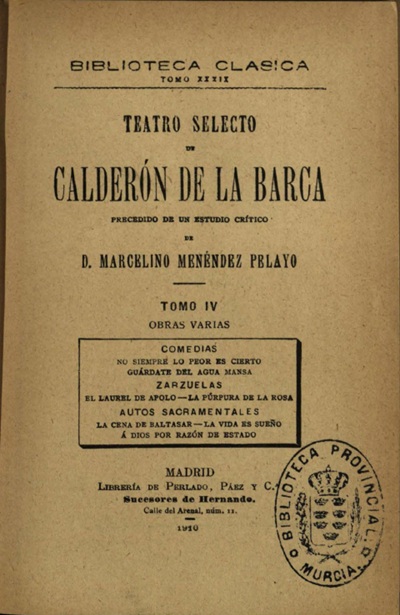 BIBLIOTECA CLASICA
TOMO XXXII
TEATRO SELECTO
DE
CALDERÓN DE LA BARCA
PRECEDIDO DE UN ESTUDIO CRÍTICO
DE
D. MARCELINO MENÉNDEZ PELAYO
TOMO IV
OBRAS VARIAS
COMEDIAS
NO SIEMPRE LO PEOR ES CIERTO
GUÁRDATE DEL AGUA MANSA
ZARZUELAS
EL LAUREL DE APOLO—LA PÚRPURA DE LA ROSA
AUTOS SACRAMENTALES
LA CENA DE BALTASAR—LA VIDA ES SUEÑO
Á DIOS POR RAZÓN DE ESTADO
MADRID
LIBRERÍA DE PERLADO, PÁEZ Y C.
Sucesores de Hernando.
Calle del Arenal, núm. 11.
1910
BIBLIOTECA PROVINCIAL DE
MURCIA